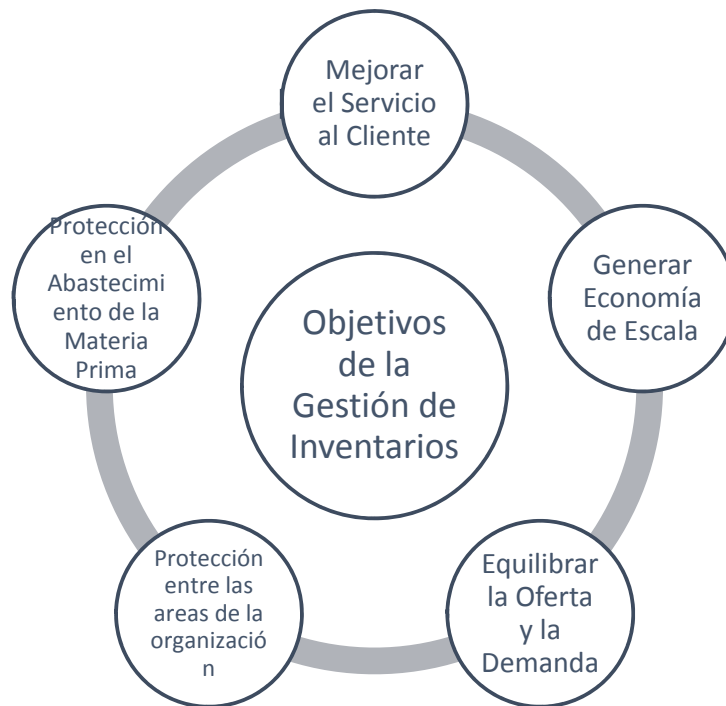 Mejorar
el Servicio
al Cliente
Generar
Economía
de Escala
Equilibrar
la Oferta
y la
Demanda
Protección
entre las
areas de la
organizació
n
Protección
en el
Abastecimi
ento de la
Materia
Prima
Objetivos
de la
Gestión de
Inventarios